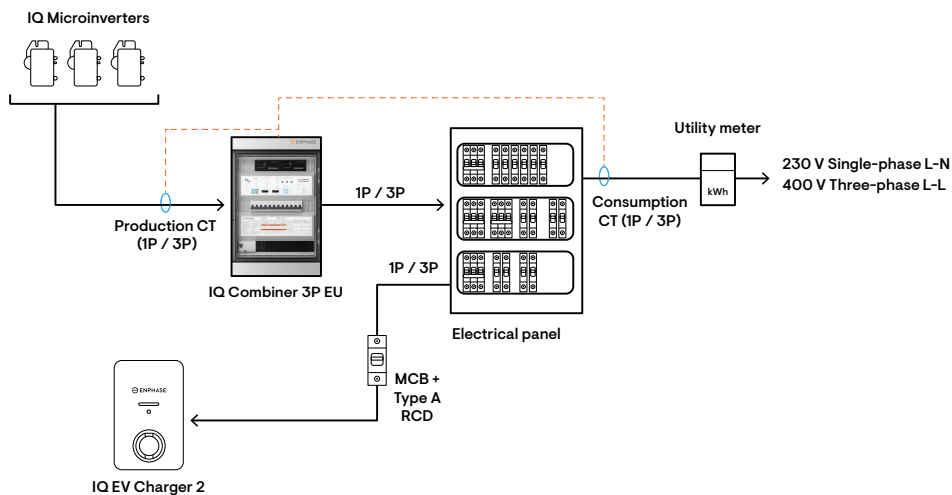 IQ Microinverters
ENPHASE
Production CT
(1P / 3P)
IQ Combiner 3P EU
1P / 3P
1P / 3P
Electrical panel
Consumption
CT (1P / 3P)
Utility meter
kWh
230 V Single-phase L-N
400 V Three-phase L-L
MCB +
Type A
RCD
ENPHASE
IQ EV Charger 2